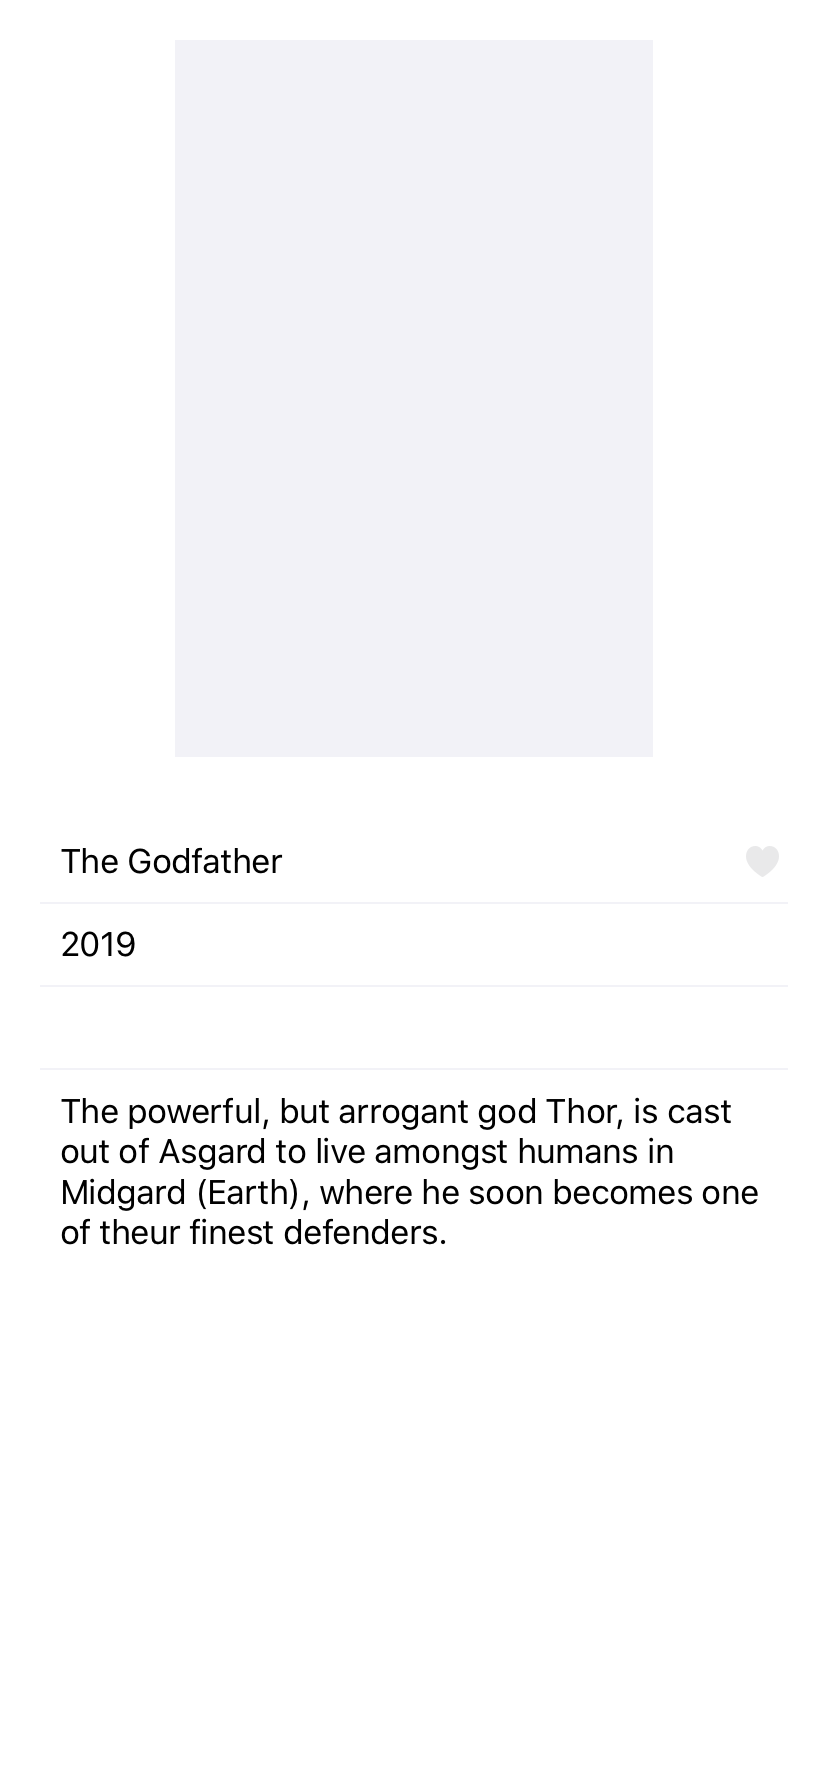 The Godfather
2019
The powerful, but arrogant god Thor, is cast
out of Asgard to live amongst humans in
Midgard (Earth), where he soon becomes one
of theur finest defenders.